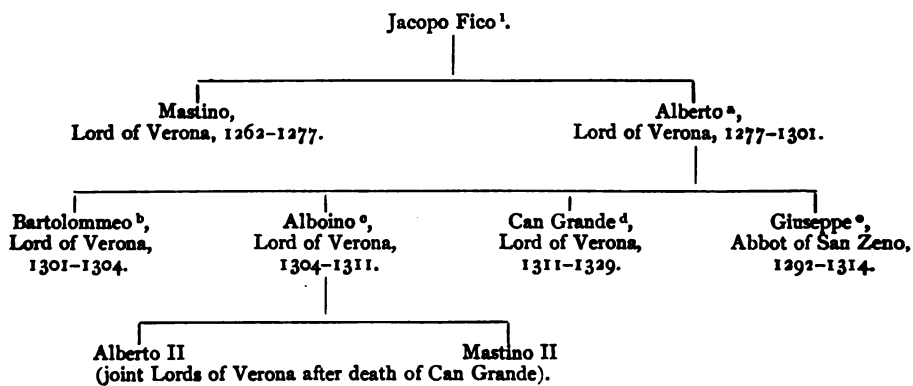 Jacopo Fico¹.
Mastino,
Lord of Verona, 1262–1277.
Alberto ᵃ,
Lord of Verona, 1277–1301.
Bartolommeo ᵇ,
Lord of Verona,
1301–1304.
Alboino ᶜ,
Lord of Verona,
1304–1311.
Can Grande ᵈ,
Lord of Verona,
1311–1329.
Giuseppe ᵉ,
Abbot of San Zeno,
1292–1314.
Alberto II
Mastino II
(joint Lords of Verona after death of Can Grande).